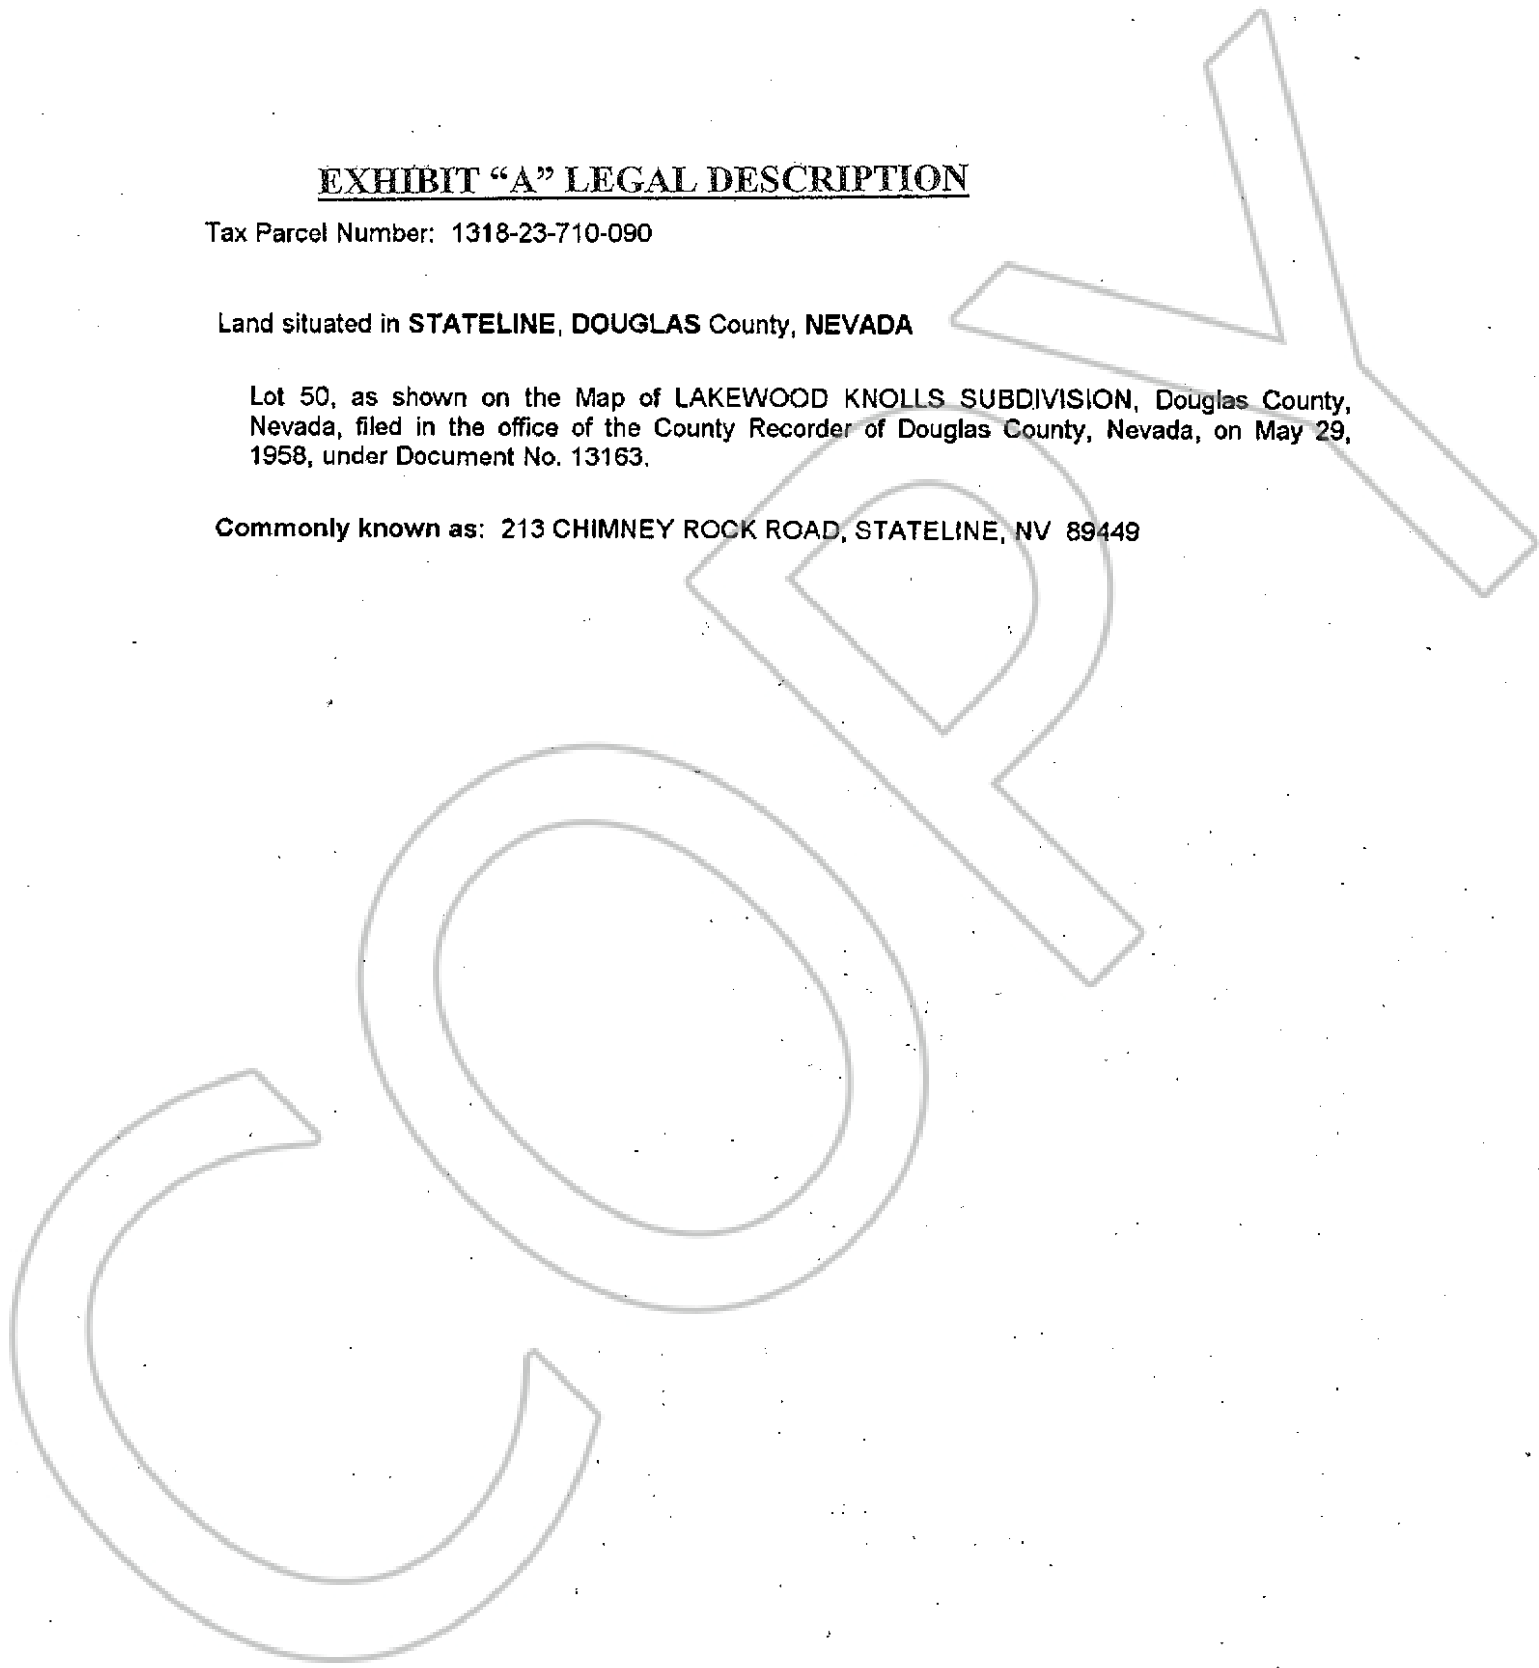 EXHIBIT “A” LEGAL DESCRIPTION
Tax Parcel Number: 1318-23-710-090
Land situated in STATELINE, DOUGLAS County, NEVADA
Lot 50, as shown on the Map of LAKEWOOD KNOLLS SUBDIVISION, Douglas County,
Nevada, filed in the office of the County Recorder of Douglas County, Nevada, on May 29,
1958, under Document No. 13163.
Commonly known as: 213 CHIMNEY ROCK ROAD, STATELINE, NV 89449
COPY